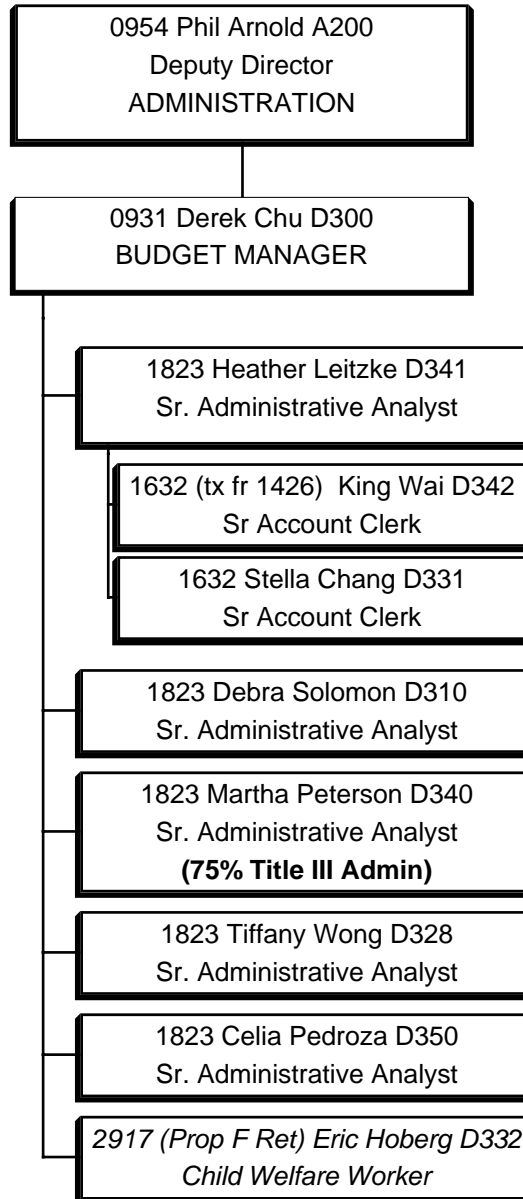 0954 Phil Arnold A200
Deputy Director
ADMINISTRATION
0931 Derek Chu D300
BUDGET MANAGER
1823 Heather Leitzke D341
Sr. Administrative Analyst
1632 (tx fr 1426)  King Wai D342
Sr Account Clerk
1632 Stella Chang D331
Sr Account Clerk
1823 Debra Solomon D310
Sr. Administrative Analyst
1823 Martha Peterson D340
Sr. Administrative Analyst
(75% Title III Admin)
1823 Tiffany Wong D328
Sr. Administrative Analyst
1823 Celia Pedroza D350
Sr. Administrative Analyst
2917 (Prop F Ret) Eric Hoberg D332
Child Welfare Worker